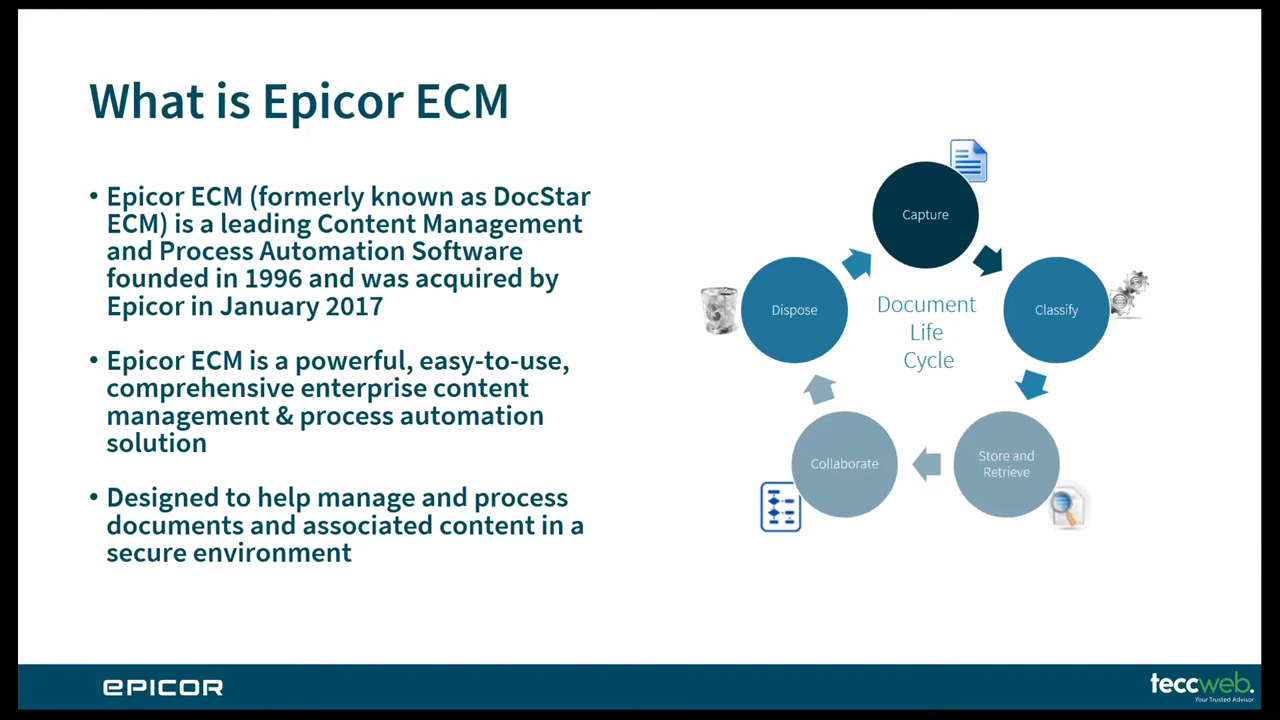 What is Epicor ECM
• Epicor ECM (formerly known as DocStar
ECM) is a leading Content Management
and Process Automation Software
founded in 1996 and was acquired by
Epicor in January 2017
• Epicor ECM is a powerful, easy-to-use,
comprehensive enterprise content
management & process automation
solution
• Designed to help manage and process
documents and associated content in a
secure environment
Capture
Classify
Store and
Retrieve
Collaborate
Dispose
Document
Life
Cycle
EPICOR
teccweb.
Your Trusted Advisor